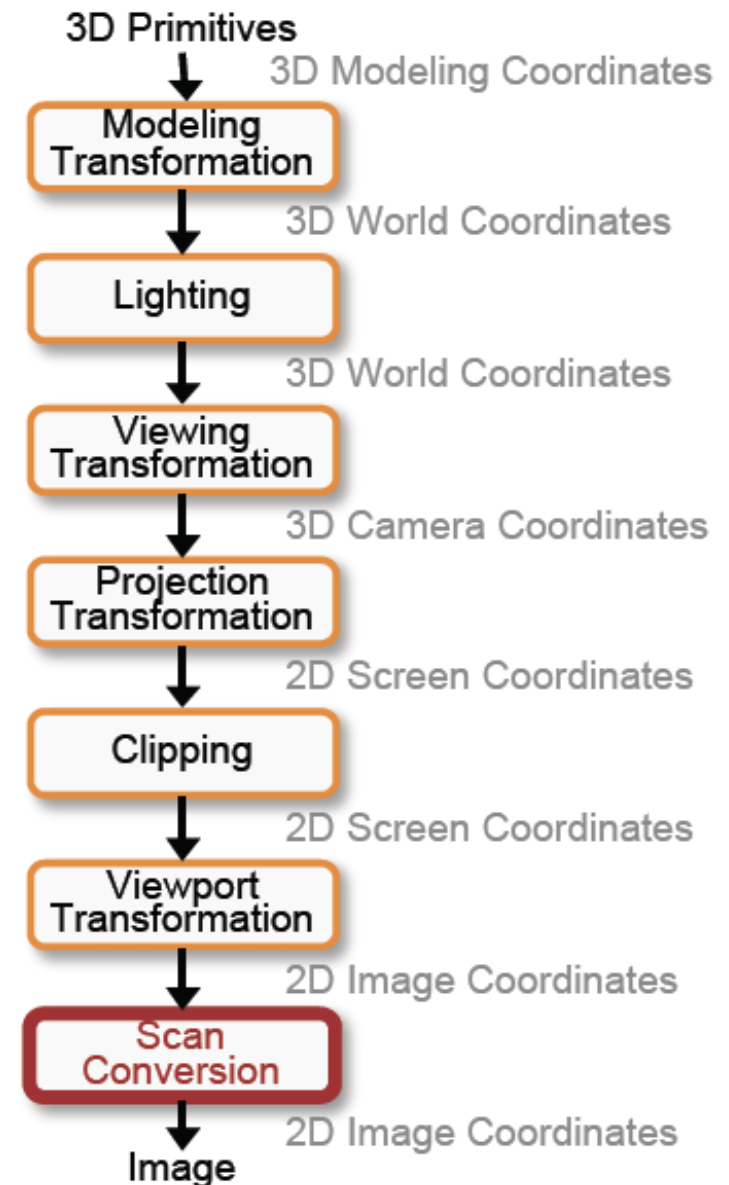 3D Primitives
3D Modeling Coordinates
Modeling
Transformation
3D World Coordinates
Lighting
3D World Coordinates
Viewing
Transformation
3D Camera Coordinates
Projection
Transformation
2D Screen Coordinates
Clipping
2D Screen Coordinates
Viewport
Transformation
2D Image Coordinates
Scan
Conversion
2D Image Coordinates
Image